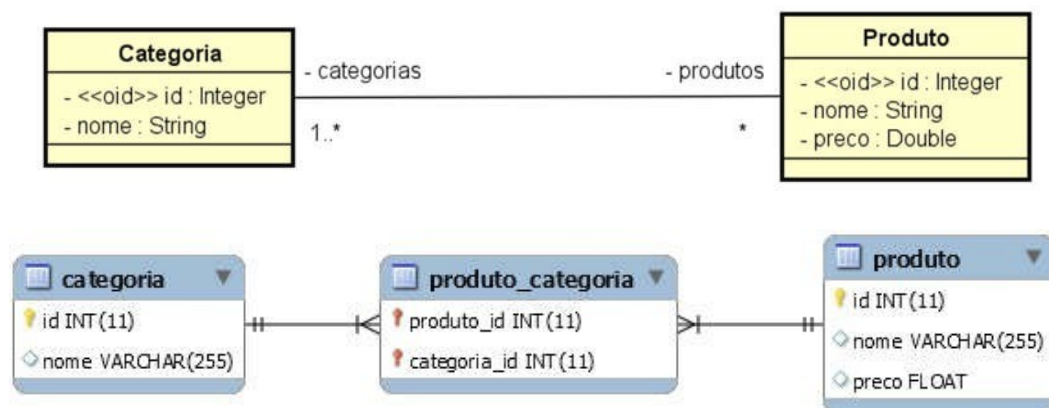 Categoria
- <<oid>> id : Integer
- nome : String
- categorias
1..*
- produtos
*
Produto
- <<oid>> id : Integer
- nome : String
- preco : Double
categoria
id INT(11)
nome VARCHAR(255)
produto_categoria
produto_id INT(11)
categoria_id INT(11)
produto
id INT(11)
nome VARCHAR(255)
preco FLOAT